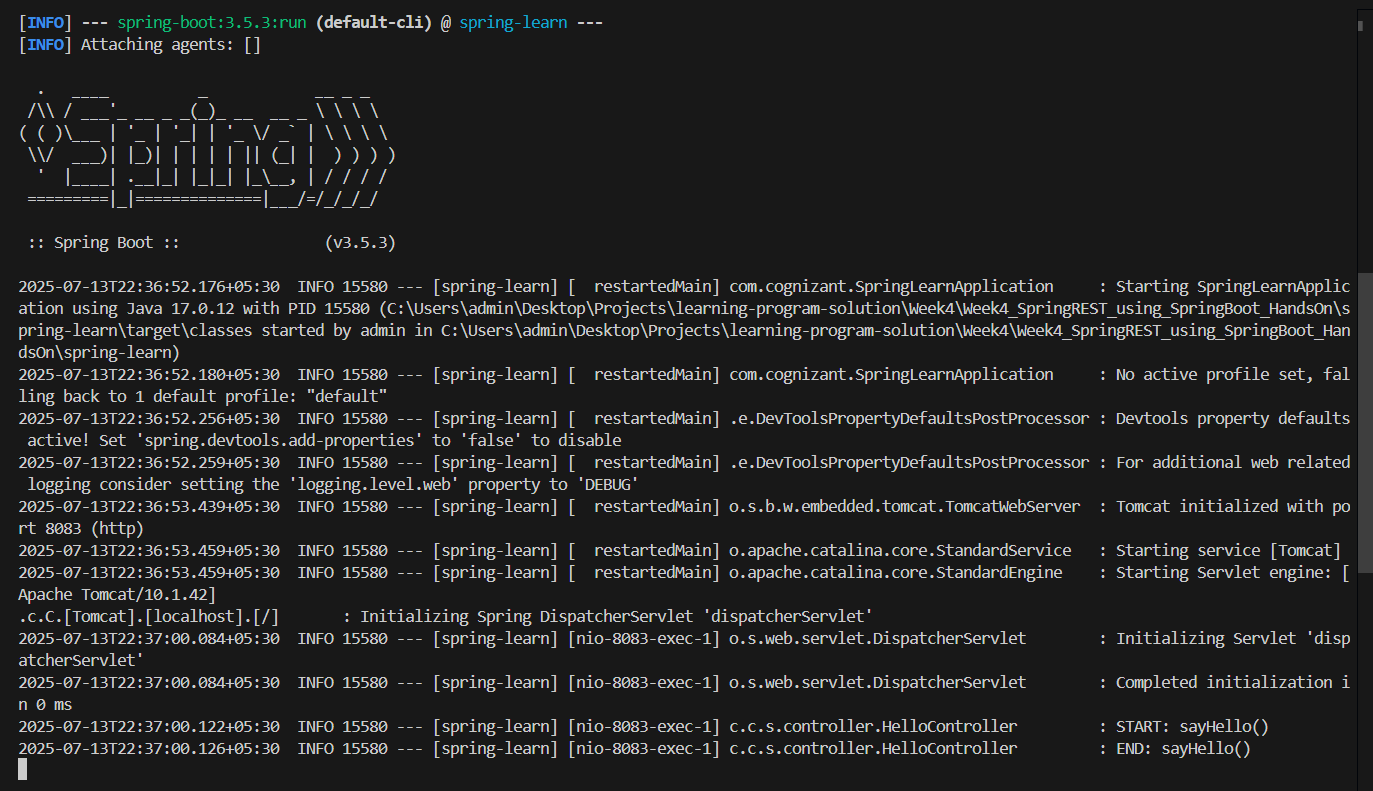 [INFO] --- spring-boot:3.5.3:run (default-cli) @ spring-learn ---
[INFO] Attaching agents: []

  .   ____          _            __ _ _
 /\\ / ___'_ __ _ _(_)_ __  __ _ \ \ \ \
( ( )\___ | '_ | '_| | '_ \/ _` | \ \ \ \
 \\/  ___)| |_)| | | | | || (_| |  ) ) ) )
  '  |____| .__|_| |_|_| |_\__, | / / / /
 =========|_|==============|___/=/_/_/_/

 :: Spring Boot ::                (v3.5.3)

2025-07-13T22:36:52.176+05:30  INFO 15580 --- [spring-learn] [  restartedMain] com.cognizant.SpringLearnApplication     : Starting SpringLearnApplic
ation using Java 17.0.12 with PID 15580 (C:\Users\admin\Desktop\Projects\learning-program-solution\Week4\Week4_SpringREST_using_SpringBoot_HandsOn\s
pring-learn\target\classes started by admin in C:\Users\admin\Desktop\Projects\learning-program-solution\Week4\Week4_SpringREST_using_SpringBoot_Han
dsOn\spring-learn)
2025-07-13T22:36:52.180+05:30  INFO 15580 --- [spring-learn] [  restartedMain] com.cognizant.SpringLearnApplication     : No active profile set, fal
ling back to 1 default profile: "default"
2025-07-13T22:36:52.256+05:30  INFO 15580 --- [spring-learn] [  restartedMain] .e.DevToolsPropertyDefaultsPostProcessor : Devtools property defaults
 active! Set 'spring.devtools.add-properties' to 'false' to disable
2025-07-13T22:36:52.259+05:30  INFO 15580 --- [spring-learn] [  restartedMain] .e.DevToolsPropertyDefaultsPostProcessor : For additional web related
 logging consider setting the 'logging.level.web' property to 'DEBUG'
2025-07-13T22:36:53.439+05:30  INFO 15580 --- [spring-learn] [  restartedMain] o.s.b.w.embedded.tomcat.TomcatWebServer  : Tomcat initialized with po
rt 8083 (http)
2025-07-13T22:36:53.459+05:30  INFO 15580 --- [spring-learn] [  restartedMain] o.apache.catalina.core.StandardService   : Starting service [Tomcat]
2025-07-13T22:36:53.459+05:30  INFO 15580 --- [spring-learn] [  restartedMain] o.apache.catalina.core.StandardEngine    : Starting Servlet engine: [
Apache Tomcat/10.1.42]
.c.C.[Tomcat].[localhost].[/]       : Initializing Spring DispatcherServlet 'dispatcherServlet'
2025-07-13T22:37:00.084+05:30  INFO 15580 --- [spring-learn] [nio-8083-exec-1] o.s.web.servlet.DispatcherServlet        : Initializing Servlet 'disp
atcherServlet'
2025-07-13T22:37:00.084+05:30  INFO 15580 --- [spring-learn] [nio-8083-exec-1] o.s.web.servlet.DispatcherServlet        : Completed initialization i
n 0 ms
2025-07-13T22:37:00.122+05:30  INFO 15580 --- [spring-learn] [nio-8083-exec-1] c.c.s.controller.HelloController         : START: sayHello()
2025-07-13T22:37:00.126+05:30  INFO 15580 --- [spring-learn] [nio-8083-exec-1] c.c.s.controller.HelloController         : END: sayHello()